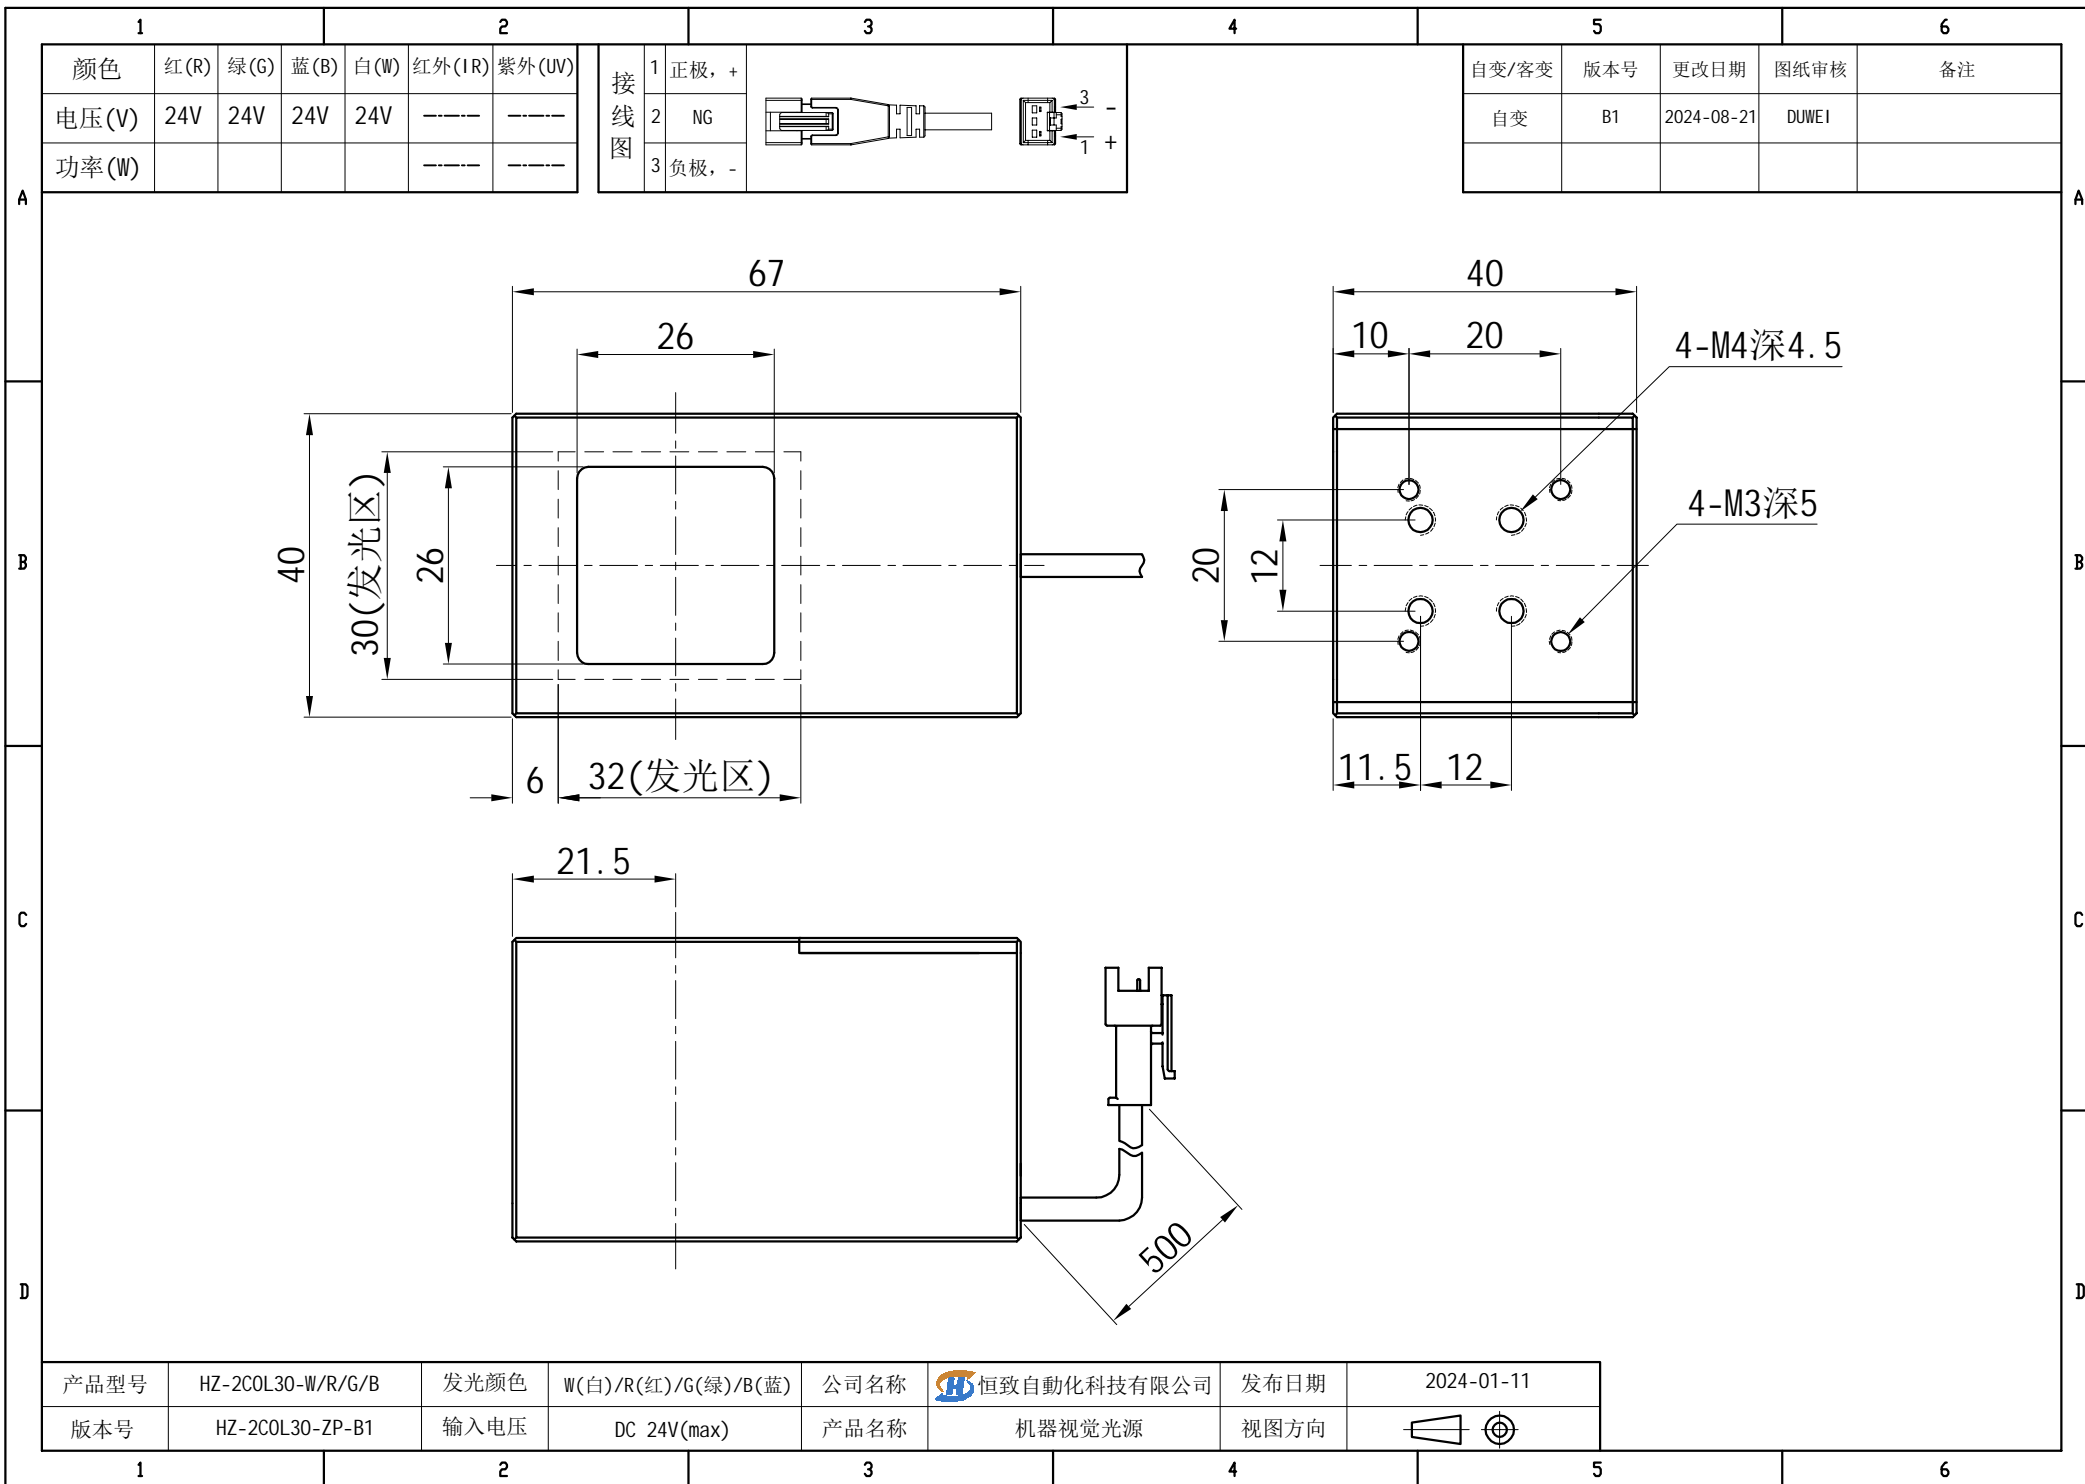 1 2 3 4 5 6
颜色 红(R) 绿(G) 蓝(B) 白(W) 红外(IR) 紫外(UV)
电压(V) 24V 24V 24V 24V
功率(W)
接线图
1 正极，+
2 NG
3 负极，-
3 -
1 +
自变/客变 版本号 更改日期 图纸审核 备注
自变 B1 2024-08-21 DUWEI
A A
B B
C C
D D
67
26
40
30(发光区)
26
6 32(发光区)
40
10 20
4-M4深4.5
4-M3深5
20 12
11.5 12
21.5
500
产品型号 HZ-2COL30-W/R/G/B 发光颜色 W(白)/R(红)/G(绿)/B(蓝) 公司名称 H 恒致自動化科技有限公司 发布日期 2024-01-11
版本号 HZ-2COL30-ZP-B1 输入电压 DC 24V(max) 产品名称 机器视觉光源 视图方向
1 2 3 4 5 6